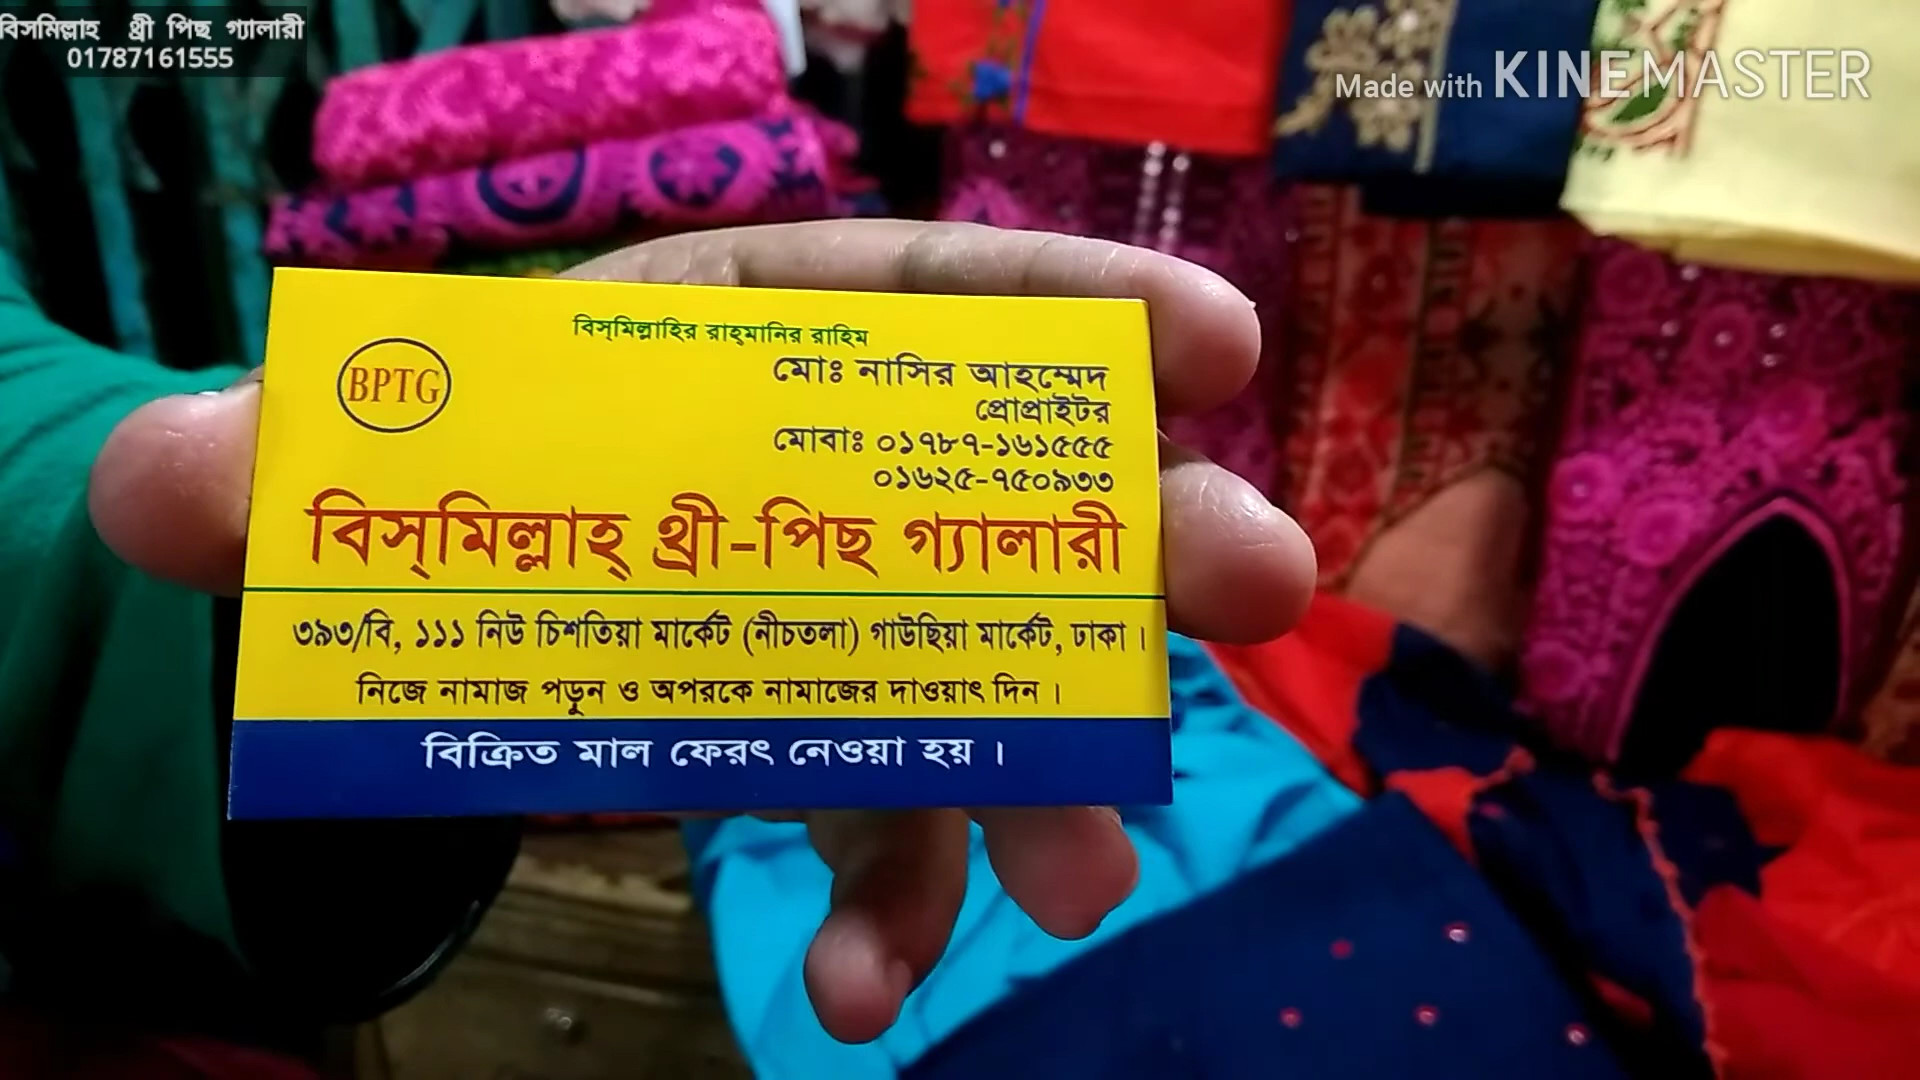 বিসমিল্লাহ থ্রী পিছ গ্যালারী
01787161555
Made with KINEMASTER
বিস্‌মিল্লাহির রাহ্‌মানির রাহিম
BPTG
মোঃ নাসির আহম্মেদ
প্রোপ্রাইটর
মোবাঃ ০১৭৮৭-১৬১৫৫৫
০১৬২৫-৭৫০৯৩৩
বিস্‌মিল্লাহ্ থ্রী-পিছ গ্যালারী
৩৯৩/বি, ১১১ নিউ চিশতিয়া মার্কেট (নীচতলা) গাউছিয়া মার্কেট, ঢাকা।
নিজে নামাজ পড়ুন ও অপরকে নামাজের দাওয়াৎ দিন।
বিক্রিত মাল ফেরৎ নেওয়া হয়।